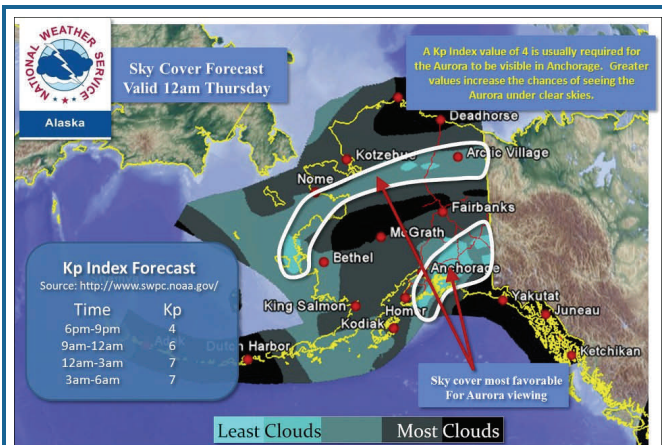 NATIONAL WEATHER SERVICE
Alaska
Sky Cover Forecast
Valid 12am Thursday
A Kp Index value of 4 is usually required for
the Aurora to be visible in Anchorage. Greater
values increase the chances of seeing the
Aurora under clear skies.
Deadhorse
Kotzebue
Arctic Village
Nome
Fairbanks
McGrath
Bethel
Anchorage
King Salmon
Homer
Yakutat
Juneau
Kodiak
Dutch Harbor
Ketchikan
Adak
Kp Index Forecast
Source: http://www.swpc.noaa.gov/
Time Kp
6pm-9pm 4
9am-12am 6
12am-3am 7
3am-6am 7
Sky cover most favorable
For Aurora viewing
Least Clouds Most Clouds